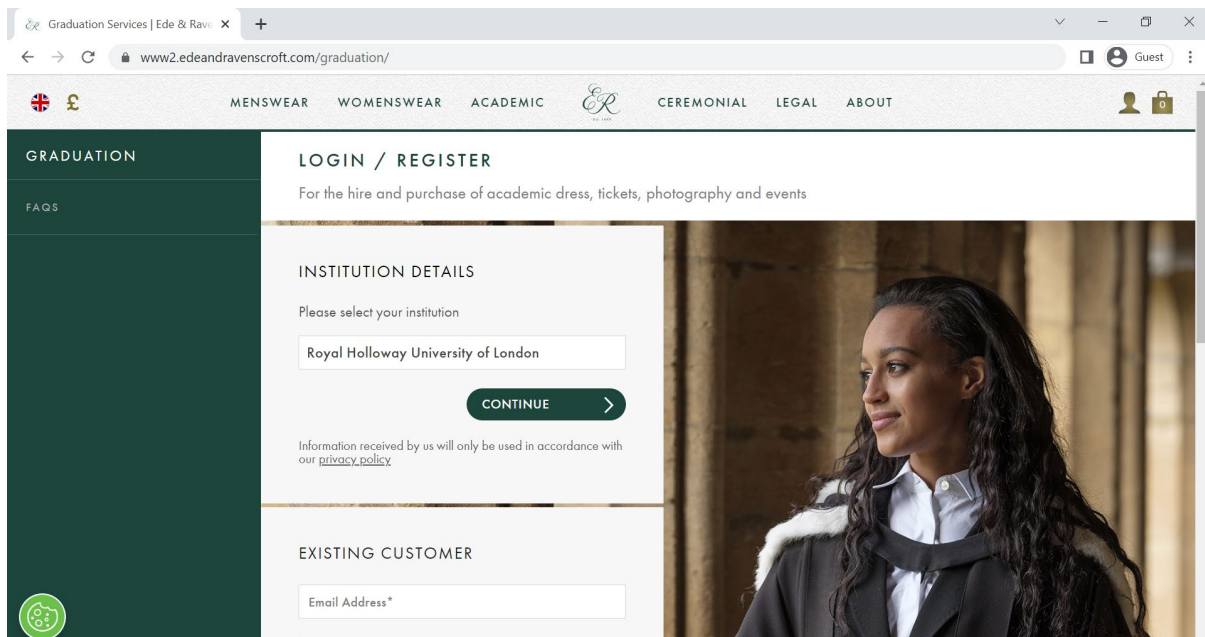 Graduation Services | Ede & Rave
www2.edeandravenscroft.com/graduation/
Guest
£
MENSWEAR WOMENSWEAR ACADEMIC ER CEREMONIAL LEGAL ABOUT
0
GRADUATION
FAQS
LOGIN / REGISTER
For the hire and purchase of academic dress, tickets, photography and events
INSTITUTION DETAILS
Please select your institution
Royal Holloway University of London
CONTINUE
Information received by us will only be used in accordance with
our privacy policy
EXISTING CUSTOMER
Email Address*